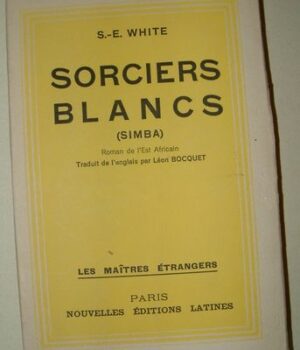 S.-E. WHITE
SORCIERS
BLANCS
(SIMBA)
Roman de l'Est Africain
Traduit de l'anglais par Léon BOCQUET
LES MAÎTRES ÉTRANGERS
PARIS
NOUVELLES ÉDITIONS LATINES